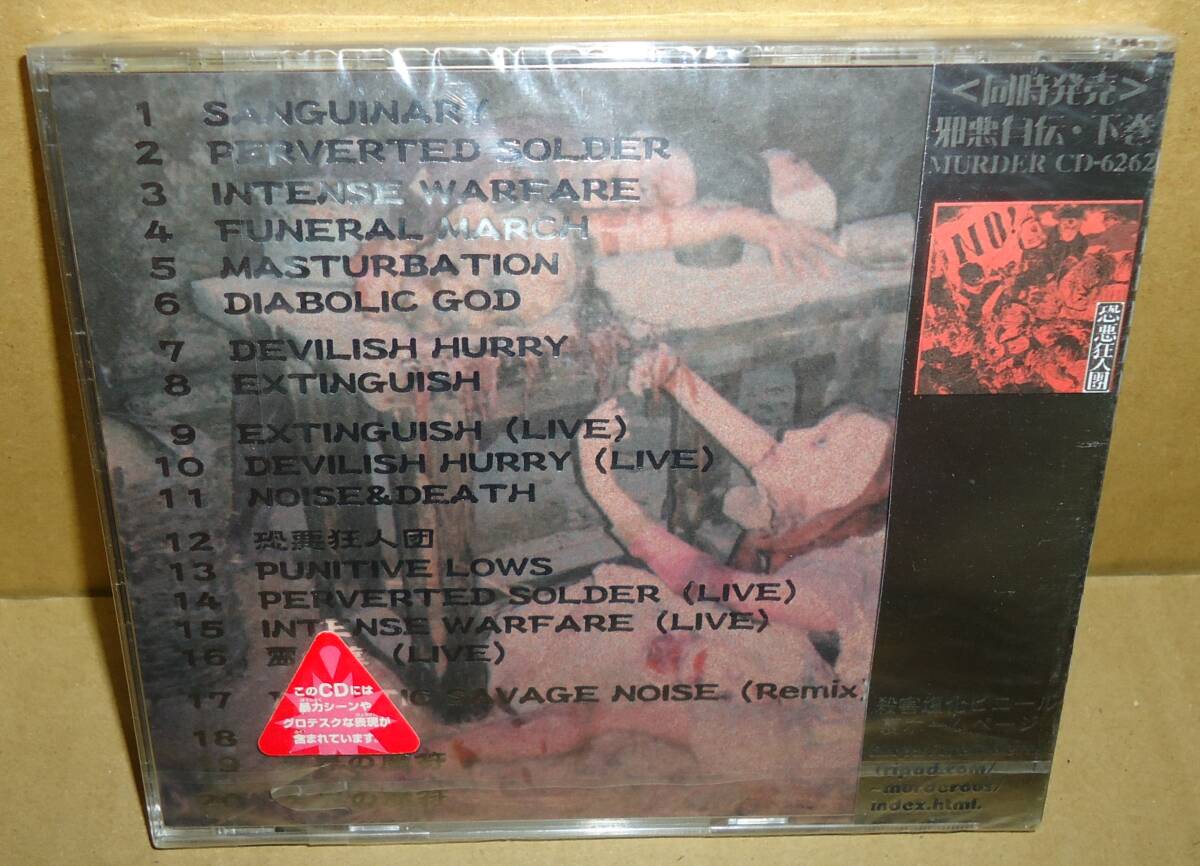 1 SANGUINARY
2 PERVERTED SOLDER
3 INTENSE WARFARE
4 FUNERAL MARCH
5 MASTURBATION
6 DIABOLIC GOD
7 DEVILISH HURRY
8 EXTINGUISH
9 EXTINGUISH (LIVE)
10 DEVILISH HURRY (LIVE)
11 NOISE&DEATH
12 恐悪狂人団
13 PUNITIVE LOWS
14 PERVERTED SOLDER (LIVE)
15 INTENSE WARFARE (LIVE)
16 (LIVE)
17 SAVAGE NOISE (Remix)
18
19
20
このCDには
暴力シーンや
グロテスクな表現が
含まれています。
<同時発売>
邪悪自伝・下巻
MURDER CD-6262
NO!
恐悪狂人團
tripod.com/
~murderous/
index.html.